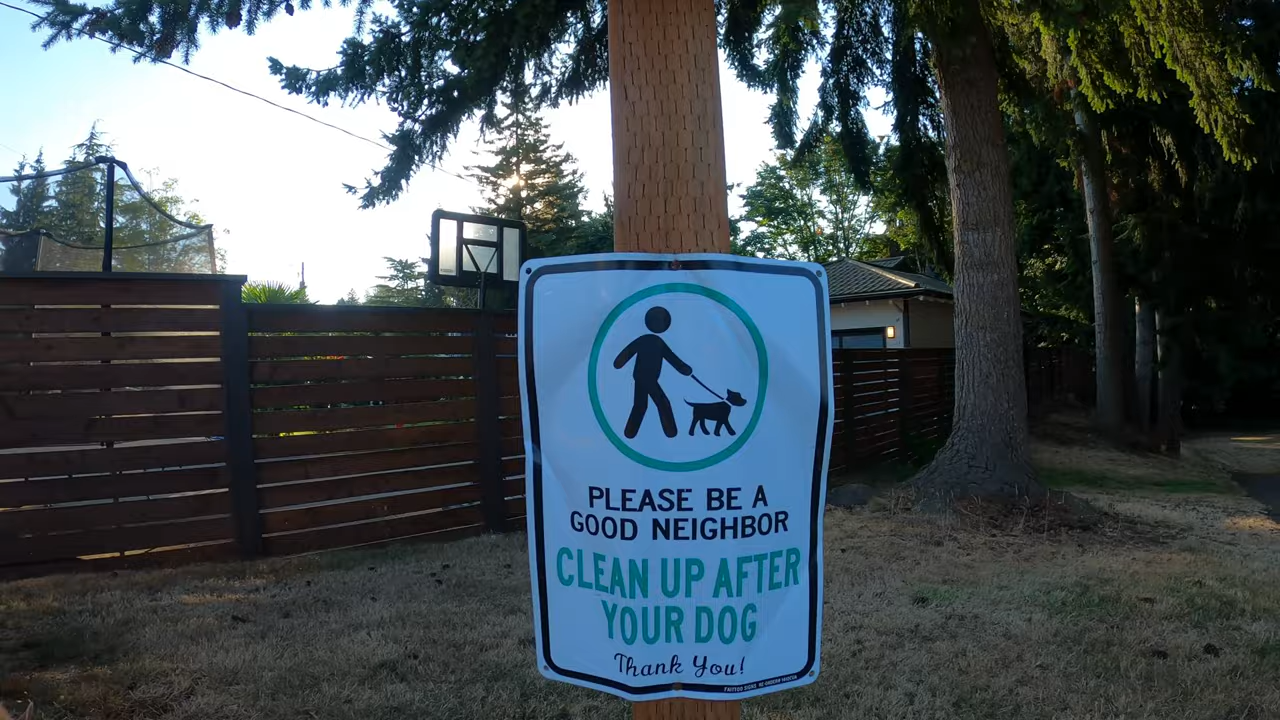 PLEASE BE A
GOOD NEIGHBOR
CLEAN UP AFTER
YOUR DOG
Thank You!